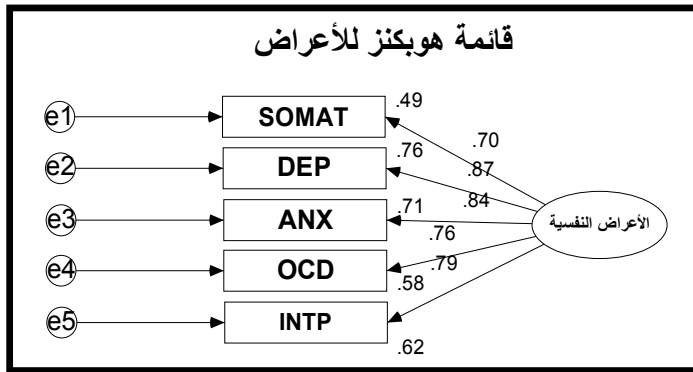 قائمة هوبكنز للأعراض
e1
SOMAT
.49
.70
e2
DEP
.76
.87
e3
ANX
.71
.84
الأعراض النفسية
e4
OCD
.76
.58
.79
e5
INTP
.62